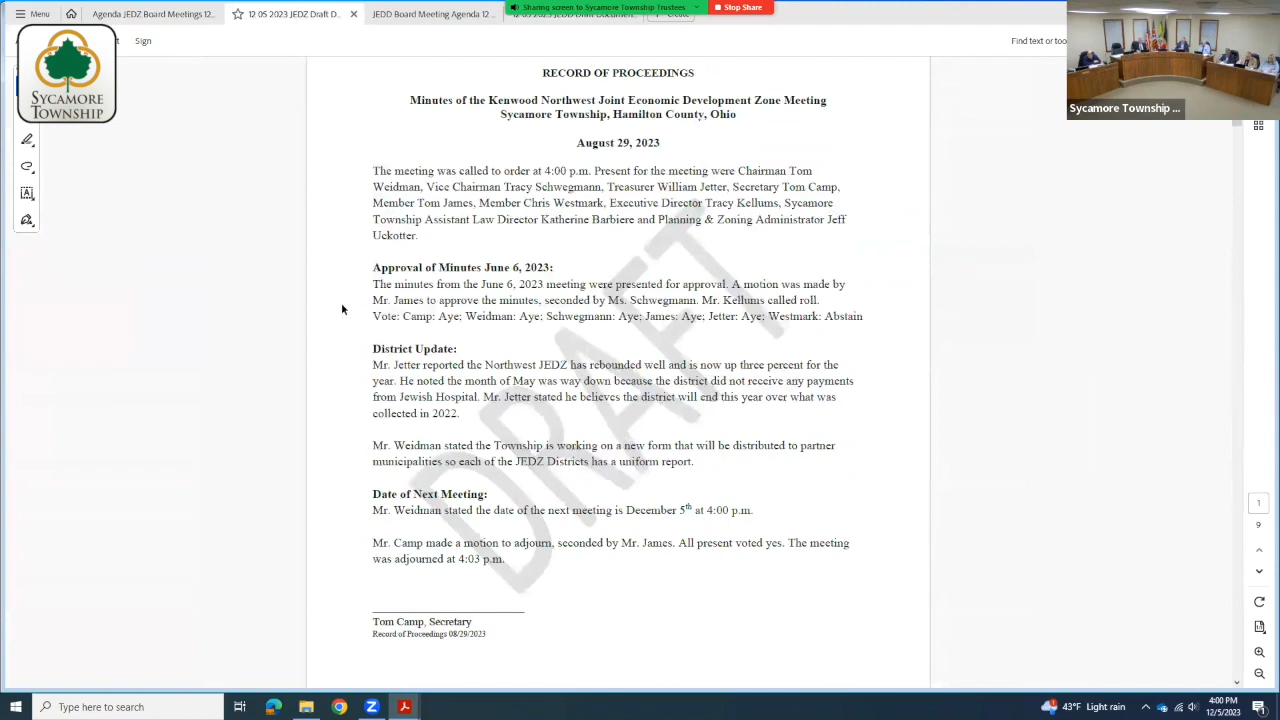 Menu
Agenda JEDZ Board Meetings 12...
12 05 2023 JEDZ Draft D...
JEDD Board Meeting Agenda 12 ...
12 05 2023 JEDD Draft Documen...
Create
Sharing screen to Sycamore Township Trustees
Stop Share
Sign
Find text or too
SYCAMORE
TOWNSHIP
Sycamore Township ...
RECORD OF PROCEEDINGS
Minutes of the Kenwood Northwest Joint Economic Development Zone Meeting
Sycamore Township, Hamilton County, Ohio
August 29, 2023
The meeting was called to order at 4:00 p.m. Present for the meeting were Chairman Tom
Weidman, Vice Chairman Tracy Schwegmann, Treasurer William Jetter, Secretary Tom Camp,
Member Tom James, Member Chris Westmark, Executive Director Tracy Kellums, Sycamore
Township Assistant Law Director Katherine Barbiere and Planning & Zoning Administrator Jeff
Uckotter.
Approval of Minutes June 6, 2023:
The minutes from the June 6, 2023 meeting were presented for approval. A motion was made by
Mr. James to approve the minutes, seconded by Ms. Schwegmann. Mr. Kellums called roll.
Vote: Camp: Aye; Weidman: Aye; Schwegmann: Aye; James: Aye; Jetter: Aye; Westmark: Abstain
District Update:
Mr. Jetter reported the Northwest JEDZ has rebounded well and is now up three percent for the
year. He noted the month of May was way down because the district did not receive any payments
from Jewish Hospital. Mr. Jetter stated he believes the district will end this year over what was
collected in 2022.
Mr. Weidman stated the Township is working on a new form that will be distributed to partner
municipalities so each of the JEDZ Districts has a uniform report.
Date of Next Meeting:
Mr. Weidman stated the date of the next meeting is December 5th at 4:00 p.m.
Mr. Camp made a motion to adjourn, seconded by Mr. James. All present voted yes. The meeting
was adjourned at 4:03 p.m.
Tom Camp, Secretary
Record of Proceedings 08/29/2023
DRAFT
1
9
Type here to search
43°F Light rain
4:00 PM
12/5/2023
1